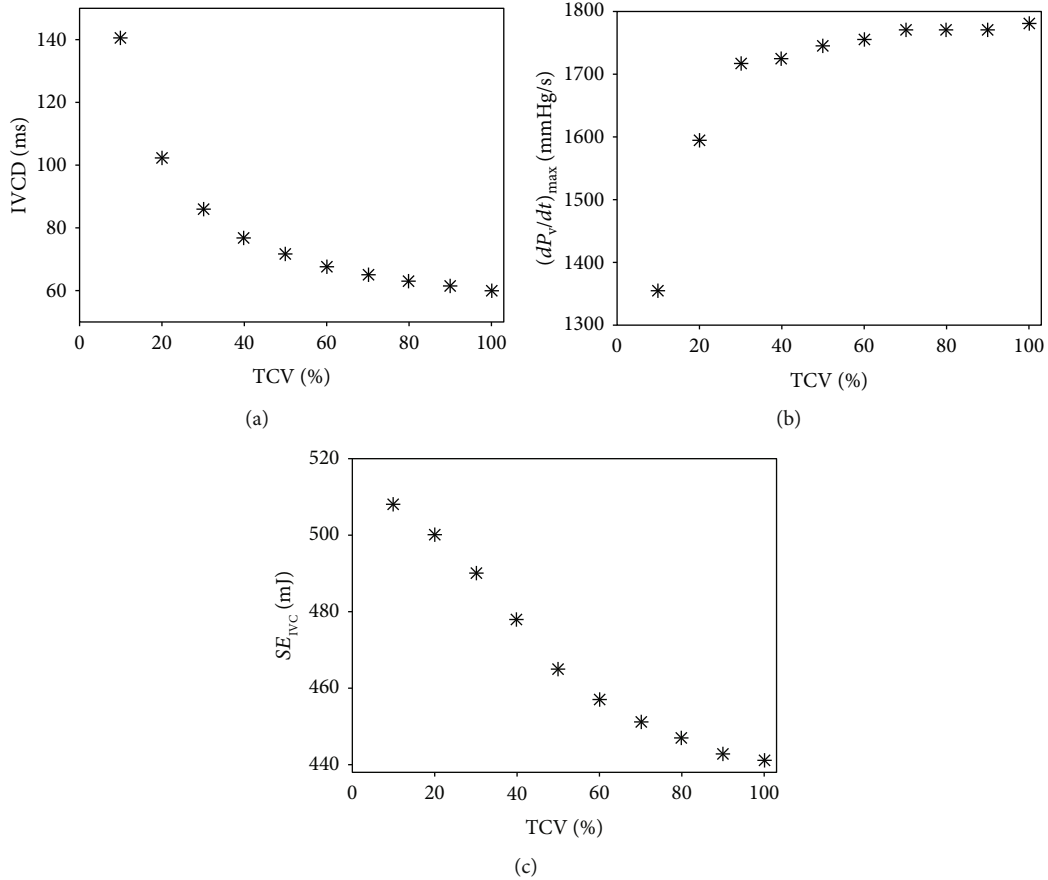 140
120
100
80
60
IVCD (ms)
0 20 40 60 80 100
TCV (%)
(a)
1800
1700
1600
1500
1400
1300
(dPv/dt)max (mmHg/s)
0 20 40 60 80 100
TCV (%)
(b)
520
500
480
460
440
SEIVC (mJ)
0 20 40 60 80 100
TCV (%)
(c)